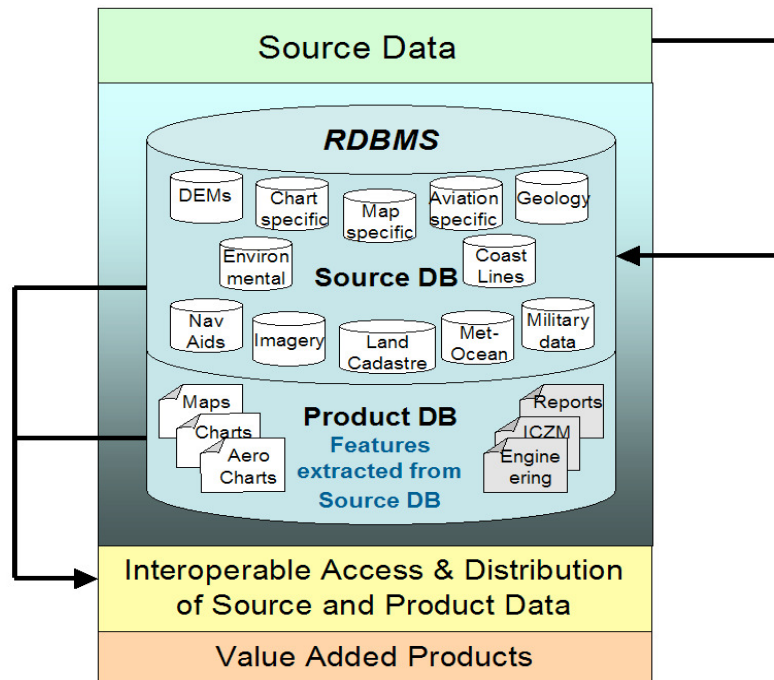 Source Data
RDBMS
DEMs
Chart
specific
Map
specific
Aviation
specific
Geology
Environ
mental
Source DB
Coast
Lines
Nav
Aids
Imagery
Land
Cadastre
Met-
Ocean
Military
data
Maps
Charts
Aero
Charts
Product DB
Features
extracted from
Source DB
Reports
ICZM
Engine
ering
Interoperable Access & Distribution
of Source and Product Data
Value Added Products